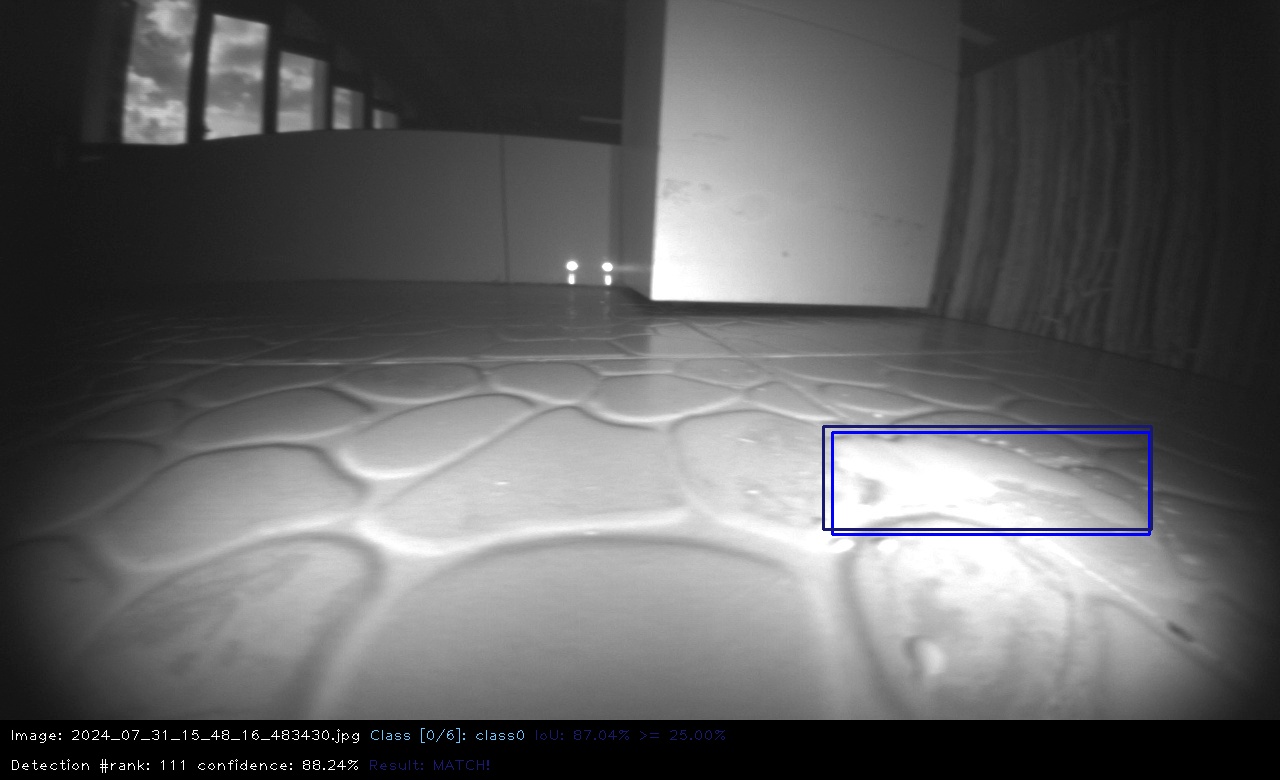 Image: 2024_07_31_15_48_16_483430.jpg Class [0/6]: class0 IoU: 87.04% >= 25.00%
Detection #rank: 111 confidence: 88.24% Result: MATCH!